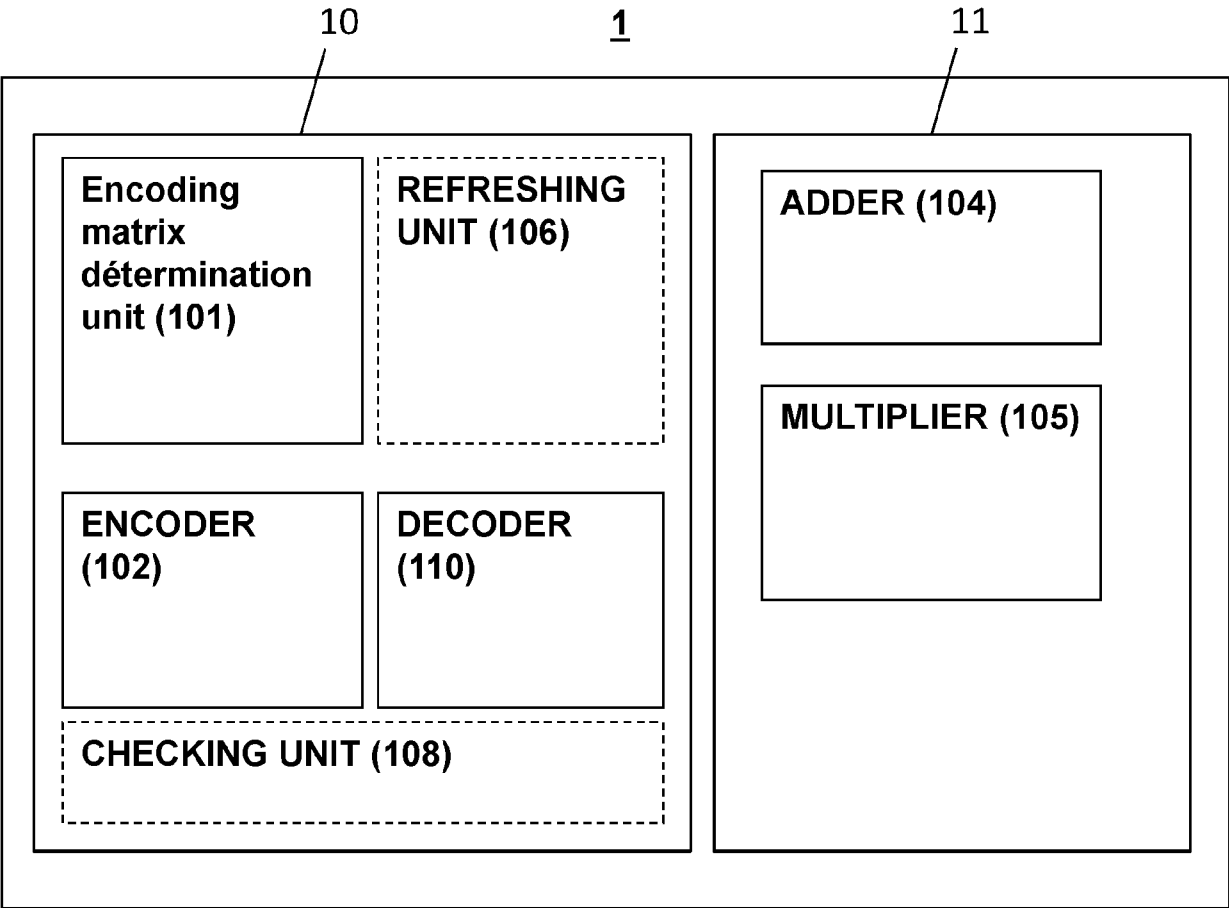 10
1
11
Encoding
matrix
détermination
unit (101)
REFRESHING
UNIT (106)
ADDER (104)
MULTIPLIER (105)
ENCODER
(102)
DECODER
(110)
CHECKING UNIT (108)